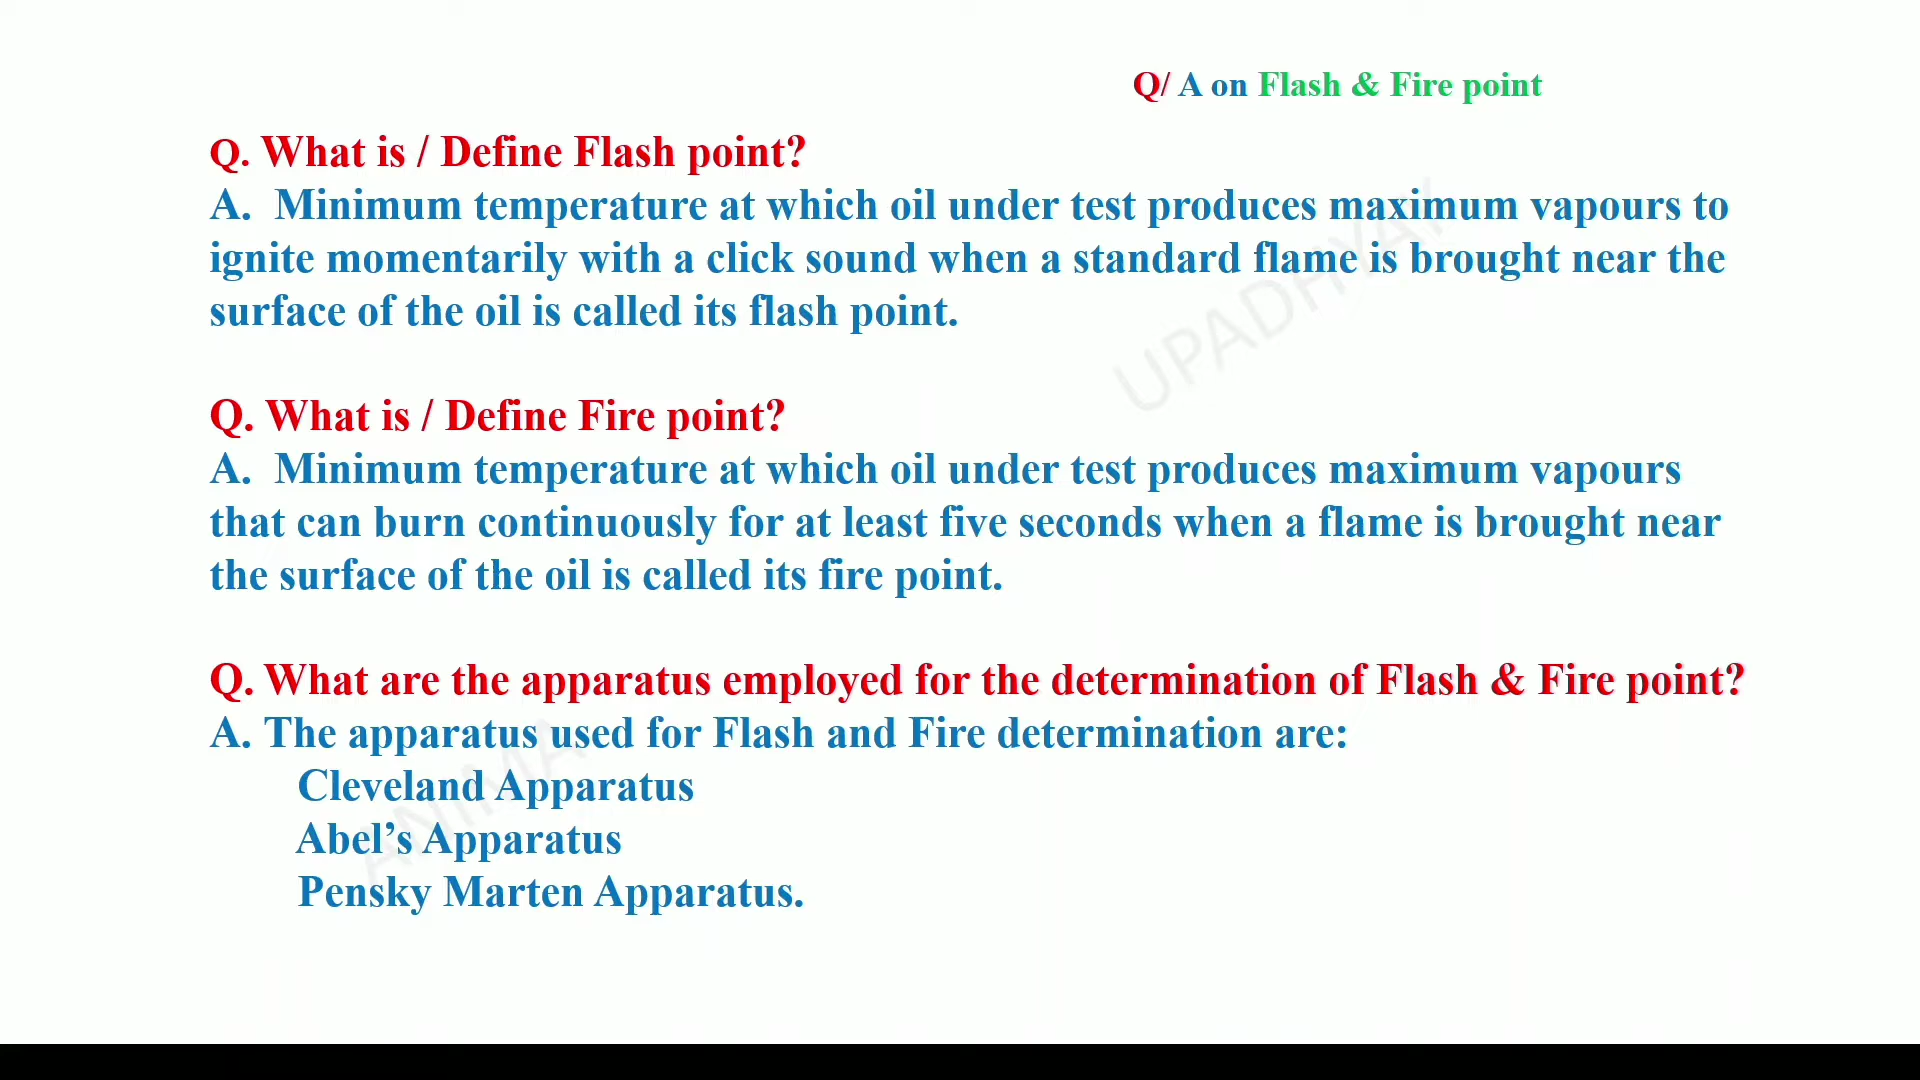 Q/ A on Flash & Fire point
Q. What is / Define Flash point?
A. Minimum temperature at which oil under test produces maximum vapours to
ignite momentarily with a click sound when a standard flame is brought near the
surface of the oil is called its flash point.
UPADHYAY
Q. What is / Define Fire point?
A. Minimum temperature at which oil under test produces maximum vapours
that can burn continuously for at least five seconds when a flame is brought near
the surface of the oil is called its fire point.
Q. What are the apparatus employed for the determination of Flash & Fire point?
A. The apparatus used for Flash and Fire determination are:
Cleveland Apparatus
Abel’s Apparatus
Pensky Marten Apparatus.
ANIMA